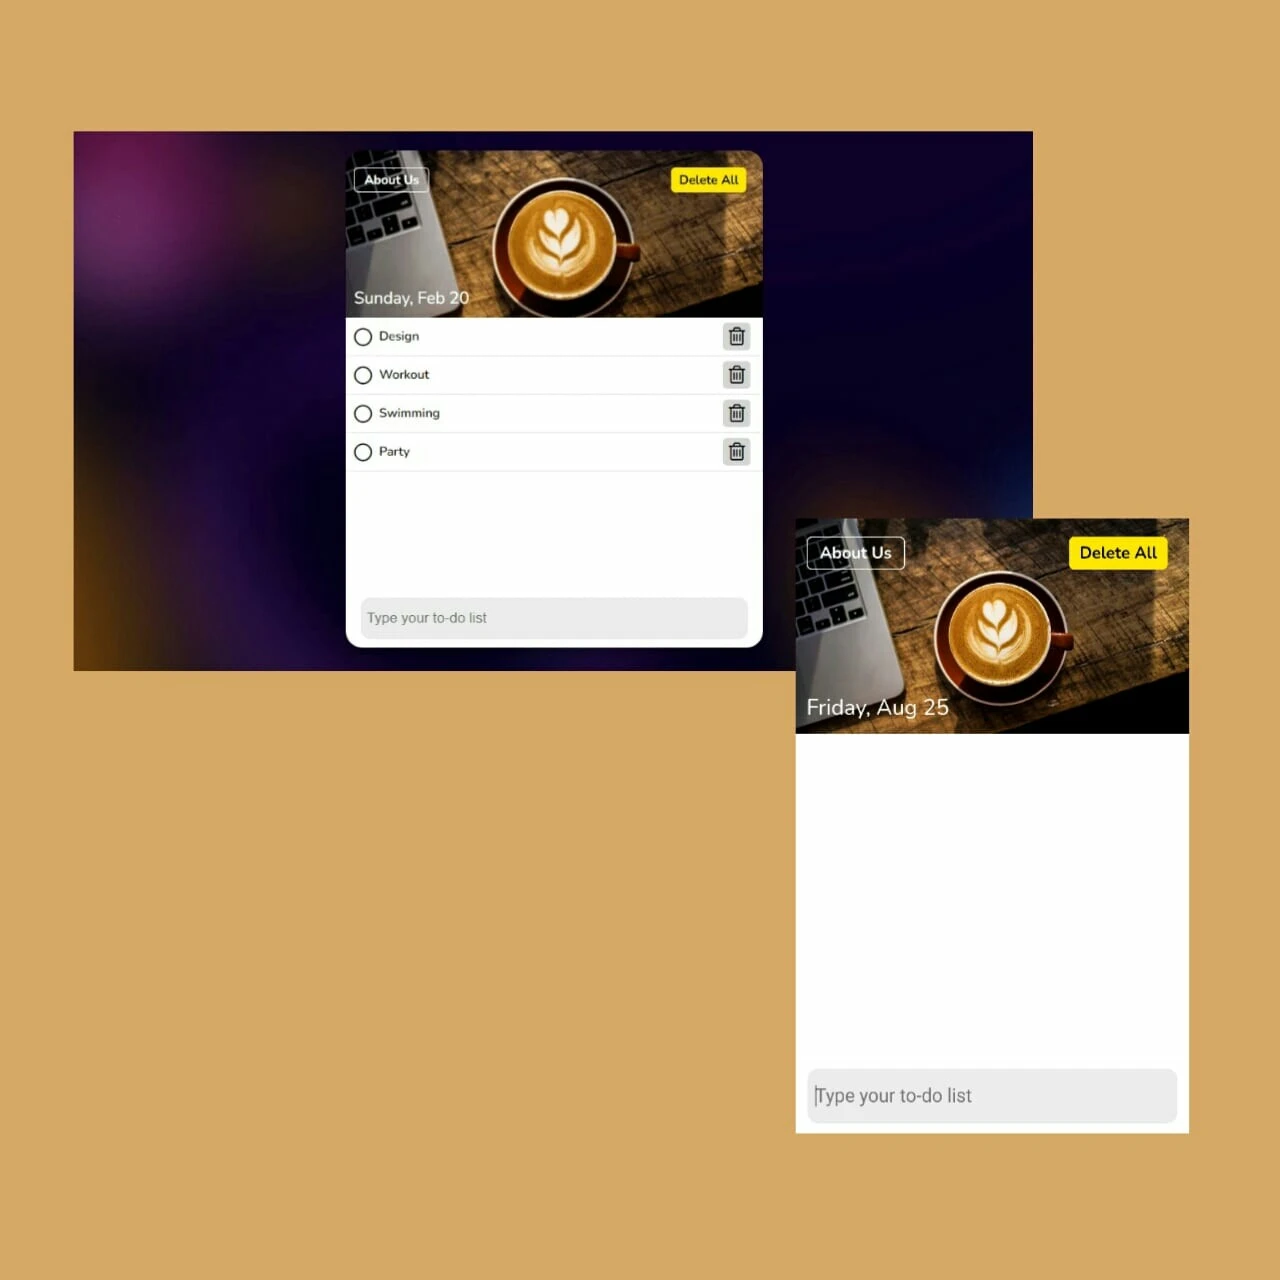 About Us
Delete All
Sunday, Feb 20
Design
Workout
Swimming
Party
Type your to-do list
About Us
Delete All
Friday, Aug 25
Type your to-do list